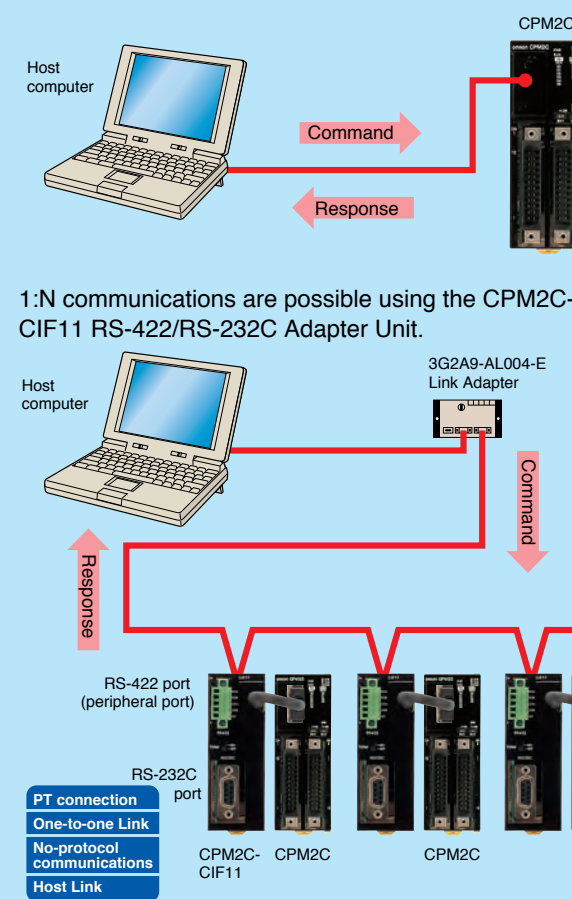 CPM2C
Host
computer
Command
Response
1:N communications are possible using the CPM2C-
CIF11 RS-422/RS-232C Adapter Unit.
3G2A9-AL004-E
Link Adapter
Host
computer
Command
Response
RS-422 port
(peripheral port)
RS-232C
port
PT connection
One-to-one Link
No-protocol
communications
Host Link
CPM2C-
CIF11
CPM2C
CPM2C